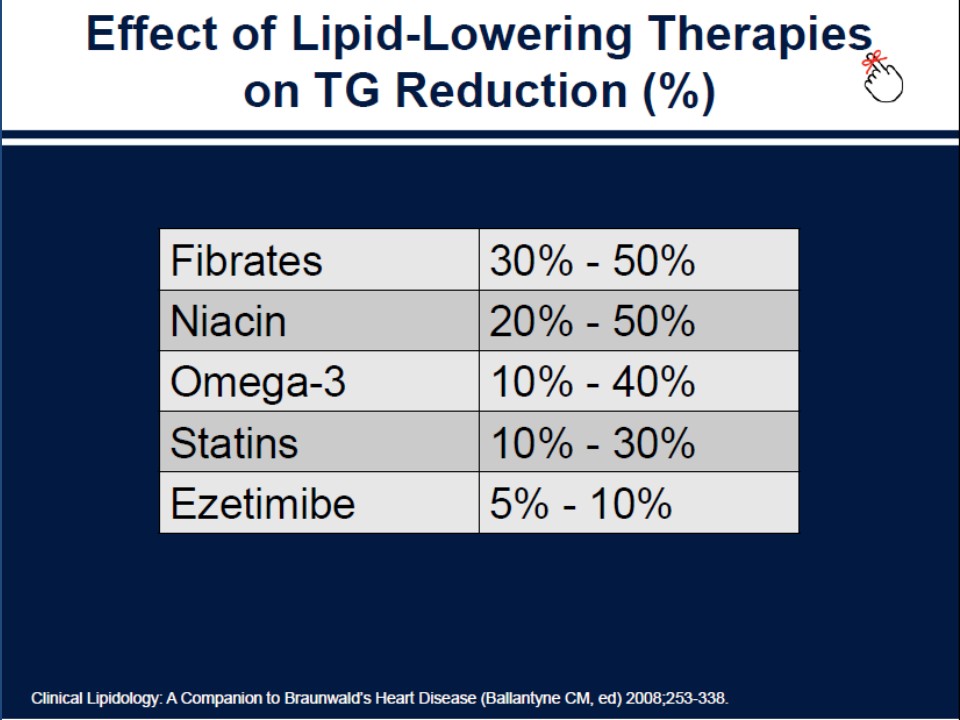 Effect of Lipid-Lowering Therapies
on TG Reduction (%)
Fibrates 30% - 50%
Niacin 20% - 50%
Omega-3 10% - 40%
Statins 10% - 30%
Ezetimibe 5% - 10%
Clinical Lipidology: A Companion to Braunwald's Heart Disease (Ballantyne CM, ed) 2008;253-338.